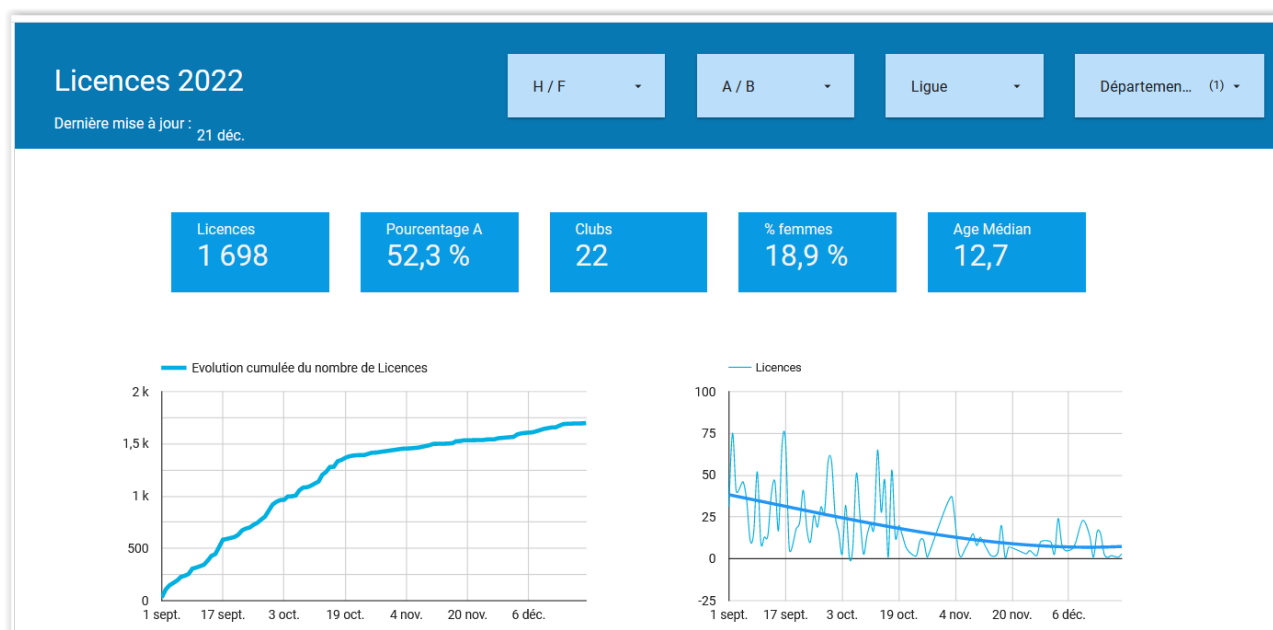 Licences 2022
Dernière mise à jour :
21 déc.
H / F
A / B
Ligue
Départemen... (1)
Licences
1 698
Pourcentage A
52,3 %
Clubs
22
% femmes
18,9 %
Age Médian
12,7
Evolution cumulée du nombre de Licences
2 k
1,5 k
1 k
500
0
1 sept. 17 sept. 3 oct. 19 oct. 4 nov. 20 nov. 6 déc.
Licences
100
75
50
25
0
-25
1 sept. 17 sept. 3 oct. 19 oct. 4 nov. 20 nov. 6 déc.